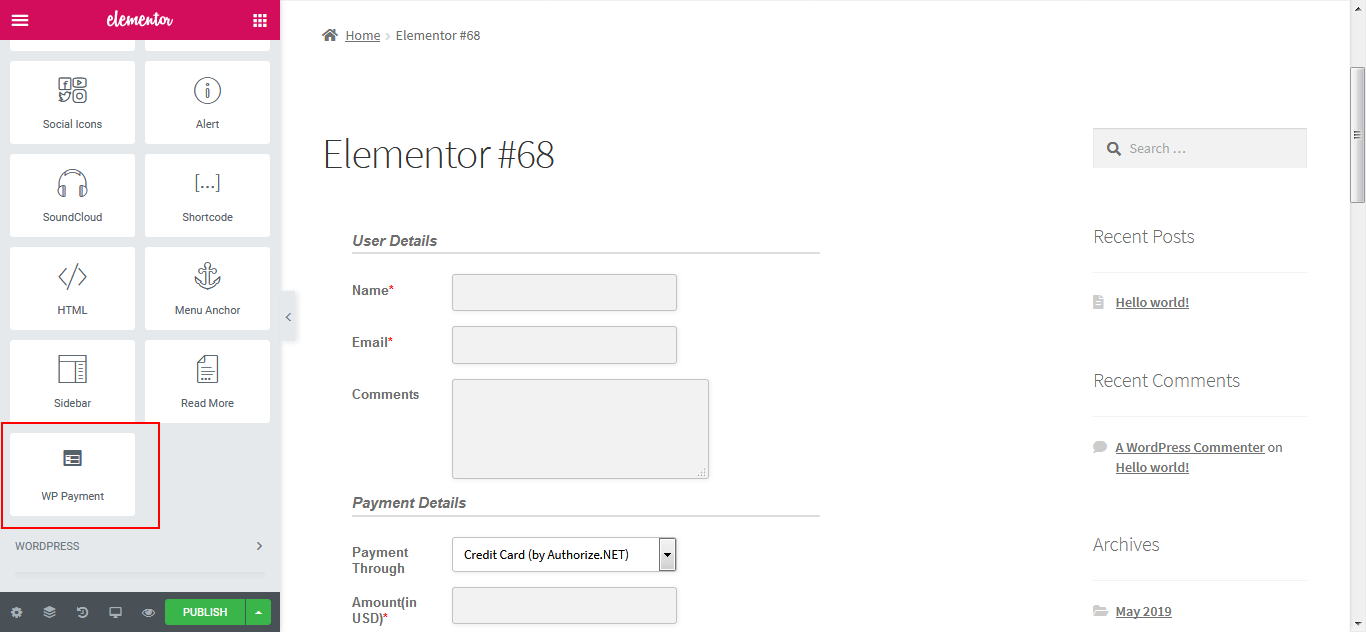 elementor
Social Icons
Alert
SoundCloud
[...]
Shortcode
HTML
Menu Anchor
Sidebar
Read More
WP Payment
WORDPRESS
PUBLISH
Home > Elementor #68
Elementor #68
User Details
Name*
Email*
Comments
Payment Details
Payment
Through
Credit Card (by Authorize.NET)
Amount(in
USD)*
Search …
Recent Posts
Hello world!
Recent Comments
A WordPress Commenter on
Hello world!
Archives
May 2019